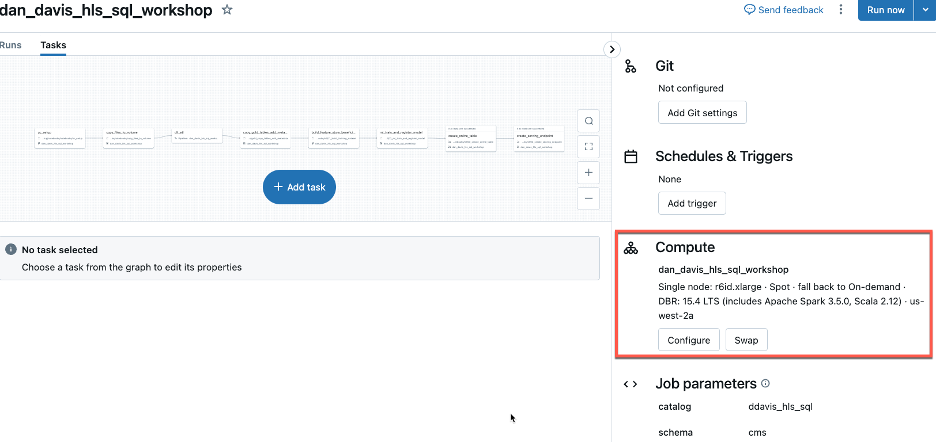 dan_davis_hls_sql_workshop
Send feedback
Run now
Runs
Tasks
Add task
No task selected
Choose a task from the graph to edit its properties
Git
Not configured
Add Git settings
Schedules & Triggers
None
Add trigger
Compute
dan_davis_hls_sql_workshop
Single node: r6id.xlarge · Spot · fall back to On-demand ·
DBR: 15.4 LTS (includes Apache Spark 3.5.0, Scala 2.12) · us-
west-2a
Configure
Swap
Job parameters
catalog
ddavis_hls_sql
schema
cms